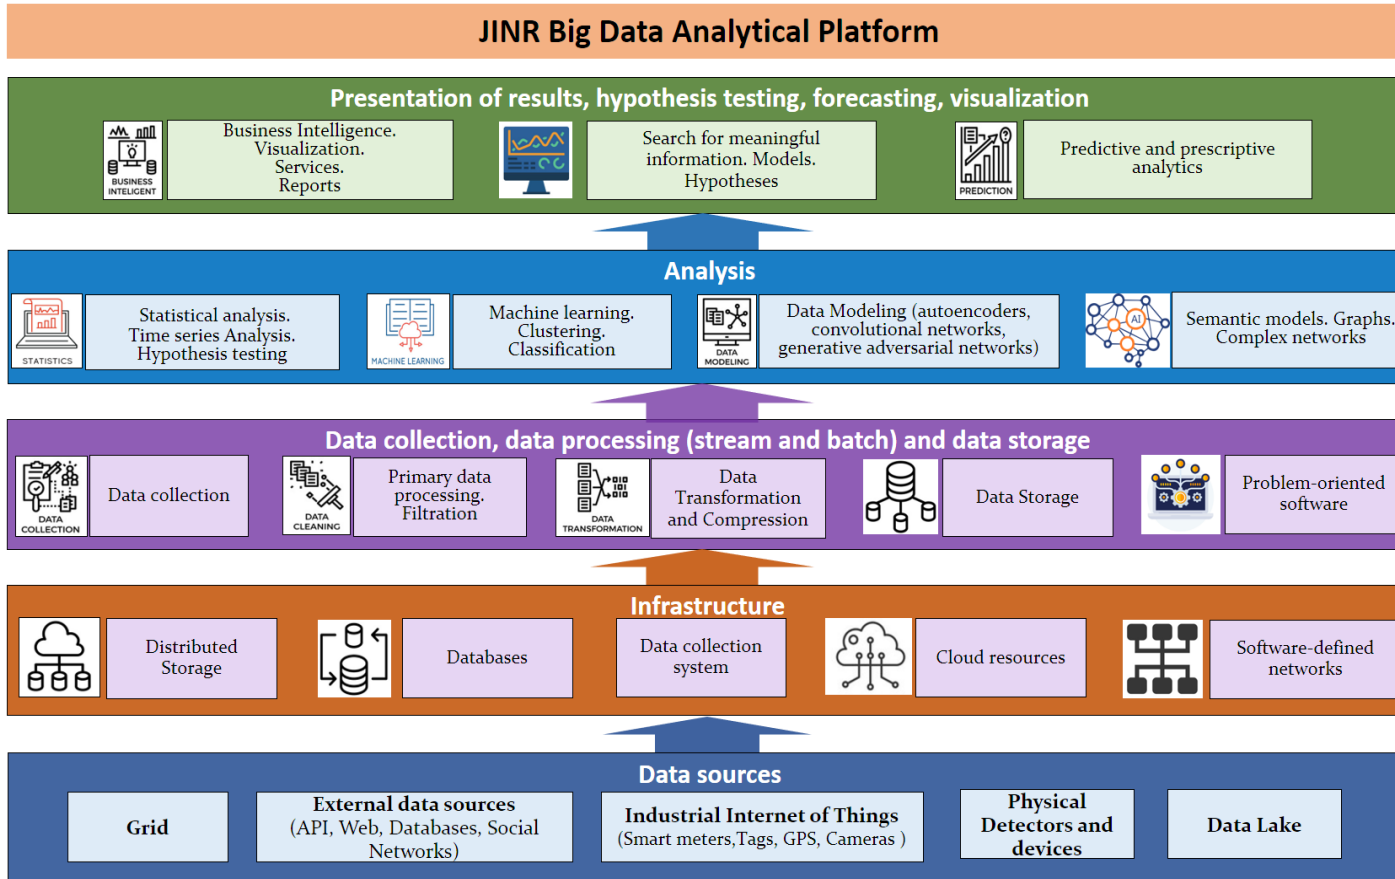 JINR Big Data Analytical Platform
Presentation of results, hypothesis testing, forecasting, visualization
BUSINESS
INTELIGENT
Business Intelligence.
Visualization.
Services.
Reports
Search for meaningful
information. Models.
Hypotheses
PREDICTION
Predictive and prescriptive
analytics
Analysis
STATISTICS
Statistical analysis.
Time series Analysis.
Hypothesis testing
MACHINE LEARNING
Machine learning.
Clustering.
Classification
DATA
MODELING
Data Modeling (autoencoders,
convolutional networks,
generative adversarial networks)
AI
Semantic models. Graphs.
Complex networks
Data collection, data processing (stream and batch) and data storage
DATA
COLLECTION
Data collection
DATA
CLEANING
Primary data
processing.
Filtration
DATA
TRANSFORMATION
Data
Transformation
and Compression
Data Storage
Problem-oriented
software
Infrastructure
Distributed
Storage
Databases
Data collection
system
Cloud resources
Software-defined
networks
Data sources
Grid
External data sources
(API, Web, Databases, Social
Networks)
Industrial Internet of Things
(Smart meters,Tags, GPS, Cameras )
Physical
Detectors and
devices
Data Lake